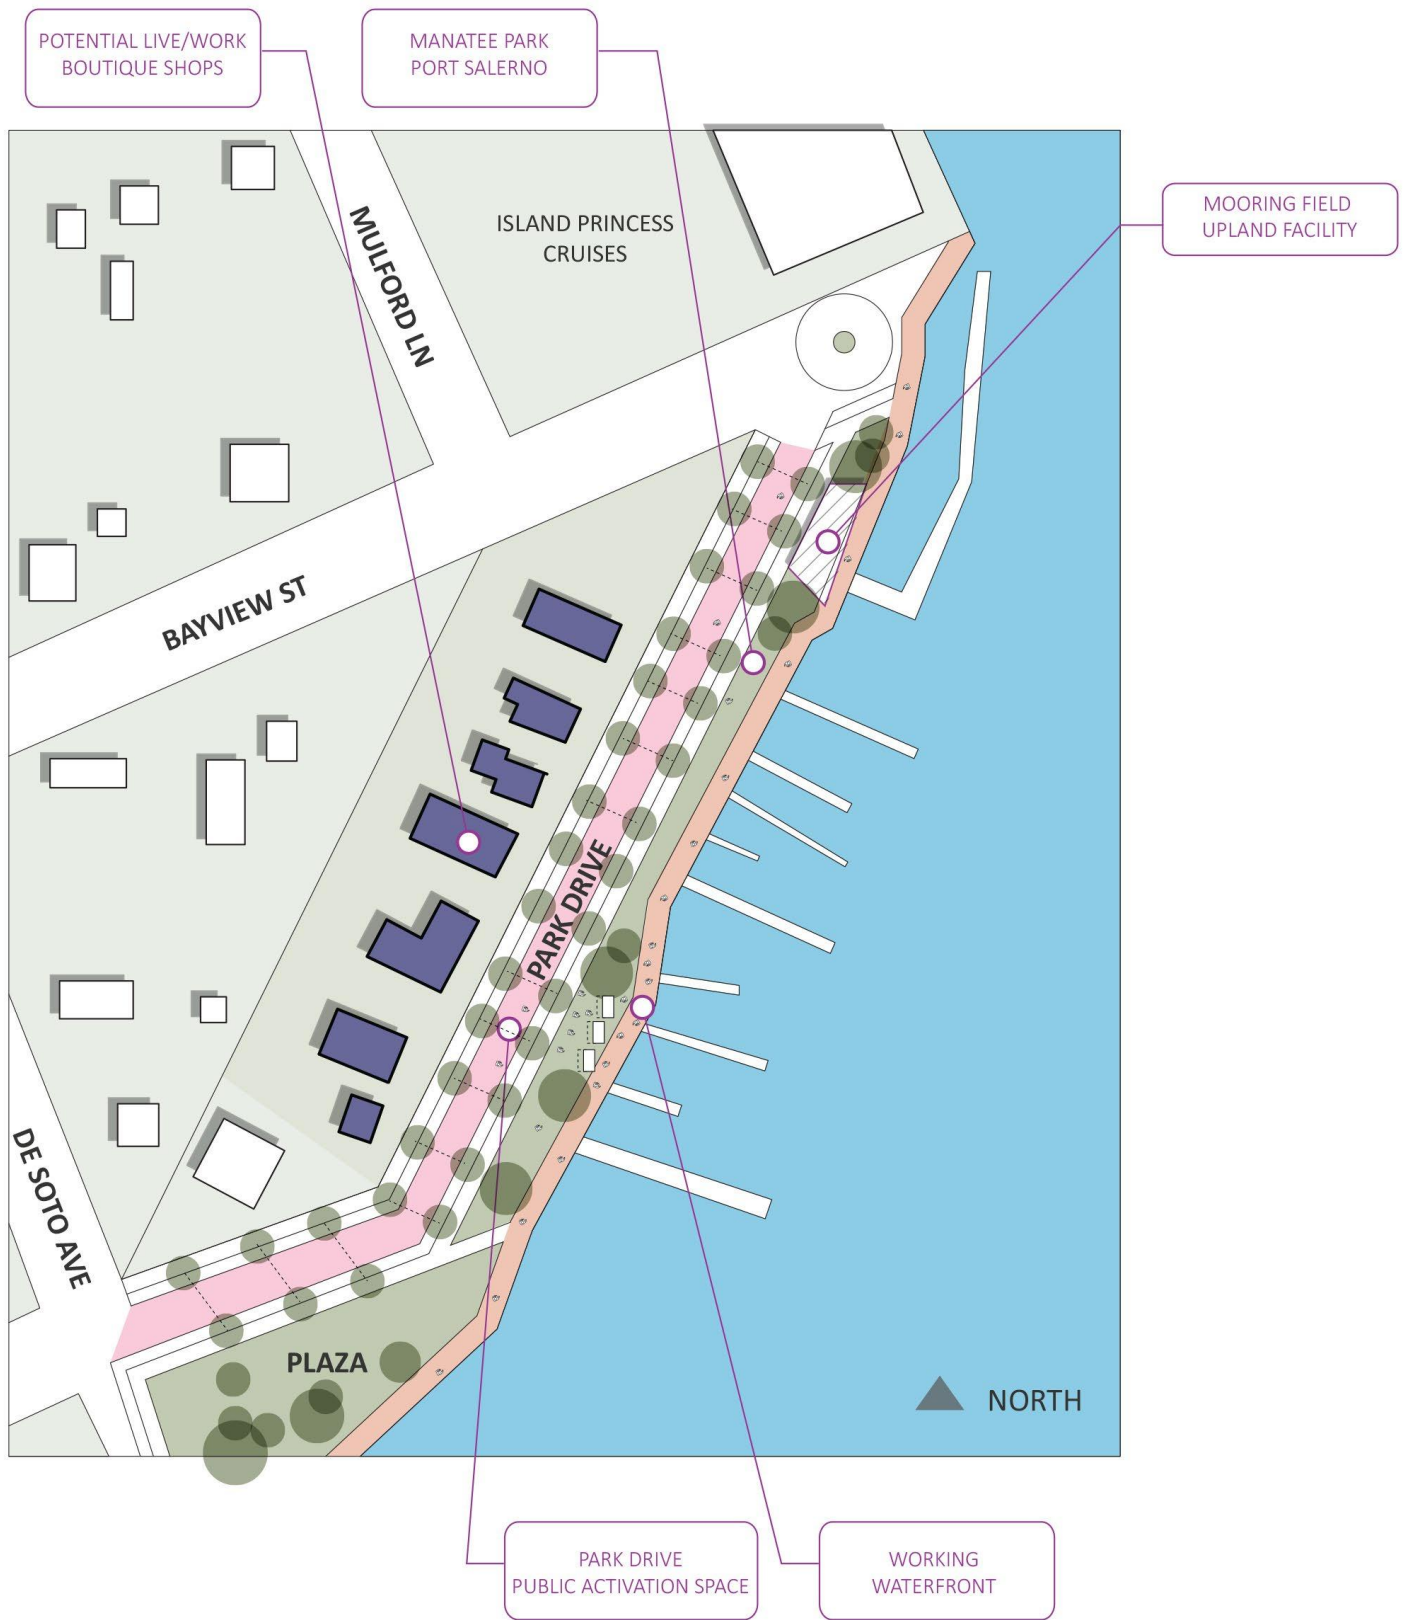 POTENTIAL LIVE/WORK
BOUTIQUE SHOPS
MANATEE PARK
PORT SALERNO
MOORING FIELD
UPLAND FACILITY
ISLAND PRINCESS
CRUISES
MULFORD LN
BAYVIEW ST
PARK DRIVE
DE SOTO AVE
PLAZA
NORTH
PARK DRIVE
PUBLIC ACTIVATION SPACE
WORKING
WATERFRONT